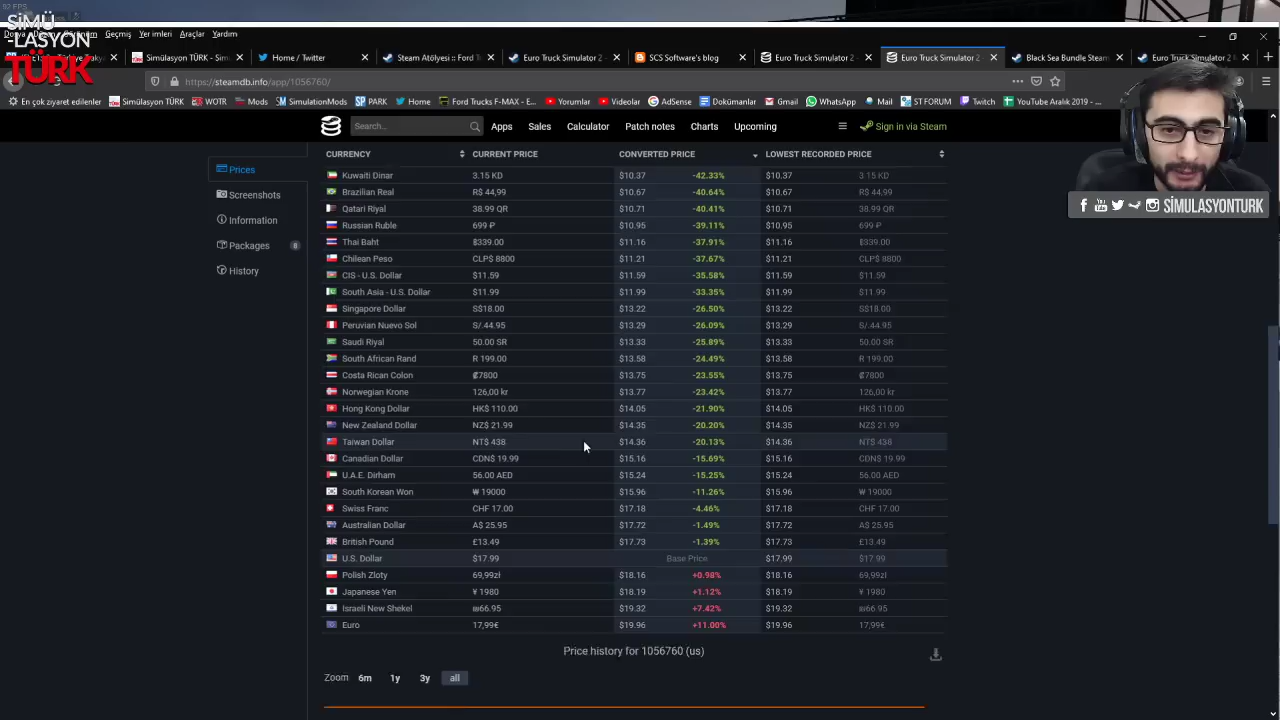 92 FPS
SİMÜ
-LASYON
TÜRK
Geçmiş Yer imleri Araçlar Yardım
Simülasyon TÜRK - Sim Home / Twitter Steam Atölyesi :: Ford T Euro Truck Simulator 2 SCS Software's blog Euro Truck Simulator 2 Euro Truck Simulator 2 Black Sea Bundle Steam Euro Truck Simulator 2
https://steamdb.info/app/1056760/
En çok ziyaret edilenler Simülasyon TÜRK WOTR Mods SimulationMods PARK Home Ford Trucks F-MAX - E... Yorumlar Videolar AdSense Dokümanlar Gmail WhatsApp Mail ST FORUM Twitch YouTube Aralık 2019 - ...
Search... Apps Sales Calculator Patch notes Charts Upcoming Sign in via Steam
SİMULASYONTURK
Prices
Screenshots
Information
Packages 8
History
CURRENCY CURRENT PRICE CONVERTED PRICE LOWEST RECORDED PRICE
Kuwaiti Dinar 3.15 KD $10.37 -42.33% $10.37 3.15 KD
Brazilian Real R$ 44,99 $10.67 -40.64% $10.67 R$ 44,99
Qatari Riyal 38.99 QR $10.71 -40.41% $10.71 38.99 QR
Russian Ruble 699 ₽ $10.95 -39.11% $10.95 699 ₽
Thai Baht ฿339.00 $11.16 -37.91% $11.16 ฿339.00
Chilean Peso CLP$ 8800 $11.21 -37.67% $11.21 CLP$ 8800
CIS - U.S. Dollar $11.59 $11.59 -35.58% $11.59 $11.59
South Asia - U.S. Dollar $11.99 $11.99 -33.35% $11.99 $11.99
Singapore Dollar S$18.00 $13.22 -26.50% $13.22 S$18.00
Peruvian Nuevo Sol S/.44.95 $13.29 -26.09% $13.29 S/.44.95
Saudi Riyal 50.00 SR $13.33 -25.89% $13.33 50.00 SR
South African Rand R 199.00 $13.58 -24.49% $13.58 R 199.00
Costa Rican Colon ₡7800 $13.75 -23.55% $13.75 ₡7800
Norwegian Krone 126,00 kr $13.77 -23.42% $13.77 126,00 kr
Hong Kong Dollar HK$ 110.00 $14.05 -21.90% $14.05 HK$ 110.00
New Zealand Dollar NZ$ 21.99 $14.35 -20.20% $14.35 NZ$ 21.99
Taiwan Dollar NT$ 438 $14.36 -20.13% $14.36 NT$ 438
Canadian Dollar CDN$ 19.99 $15.16 -15.69% $15.16 CDN$ 19.99
U.A.E. Dirham 56.00 AED $15.24 -15.25% $15.24 56.00 AED
South Korean Won ₩ 19000 $15.96 -11.26% $15.96 ₩ 19000
Swiss Franc CHF 17.00 $17.18 -4.46% $17.18 CHF 17.00
Australian Dollar A$ 25.95 $17.72 -1.49% $17.72 A$ 25.95
British Pound £13.49 $17.73 -1.39% $17.73 £13.49
U.S. Dollar $17.99 Base Price $17.99 $17.99
Polish Zloty 69,99zł $18.16 +0.98% $18.16 69,99zł
Japanese Yen ¥ 1980 $18.19 +1.12% $18.19 ¥ 1980
Israeli New Shekel ₪66.95 $19.32 +7.42% $19.32 ₪66.95
Euro 17,99€ $19.96 +11.00% $19.96 17,99€
Price history for 1056760 (us)
Zoom 6m 1y 3y all